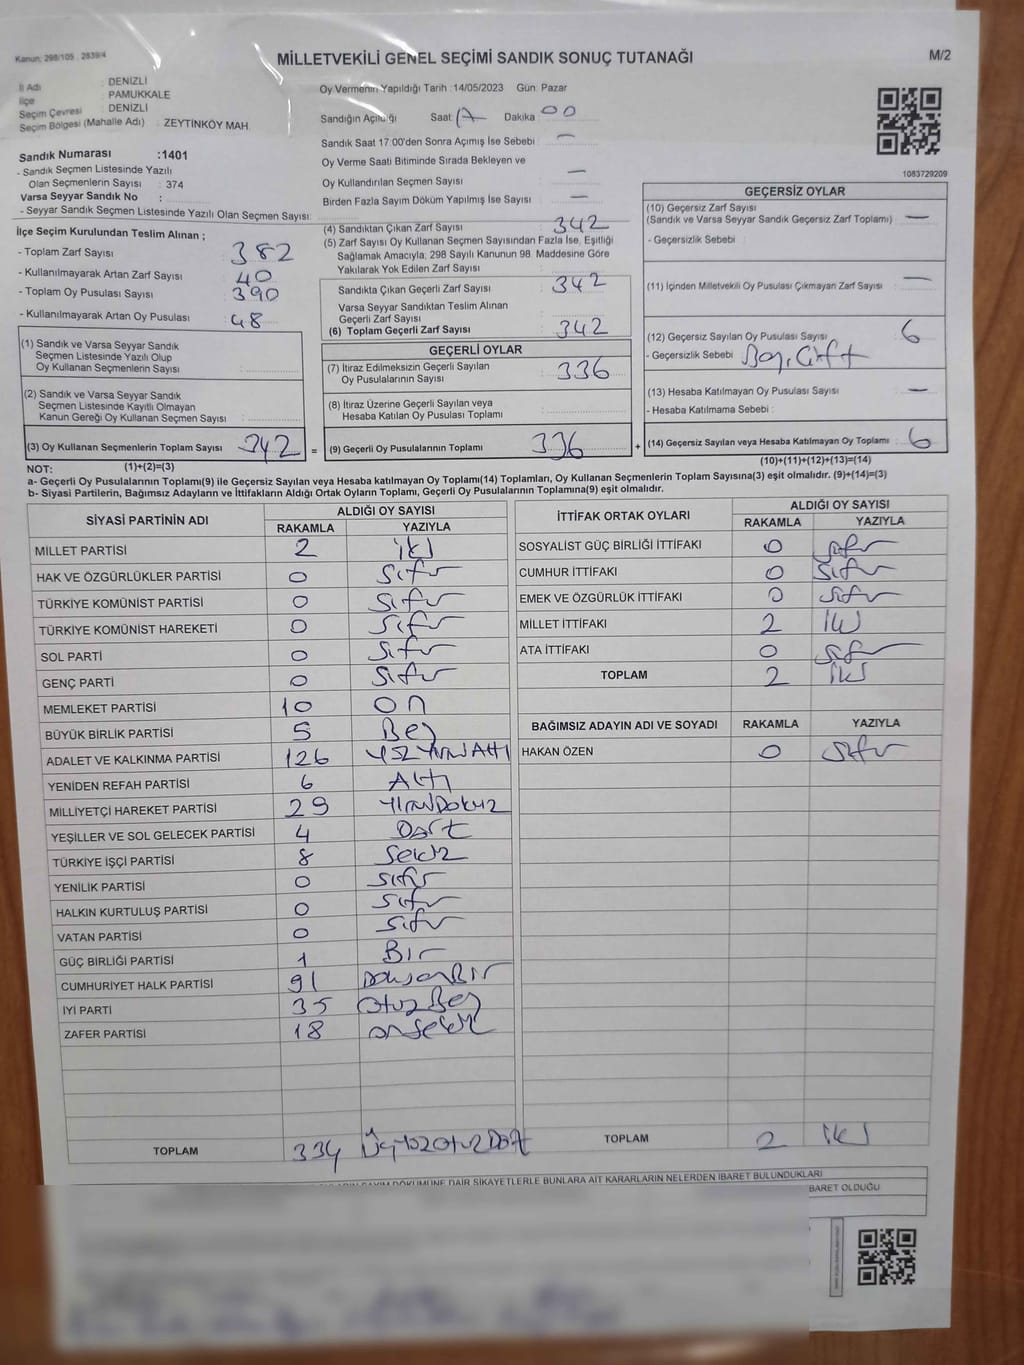 Kanun: 298/105 , 2839/4
MİLLETVEKİLİ GENEL SEÇİMİ SANDIK SONUÇ TUTANAĞI
M/2
İl Adı : DENİZLİ
İlçe : PAMUKKALE
Seçim Çevresi : DENİZLİ
Seçim Bölgesi (Mahalle Adı) : ZEYTİNKÖY MAH.
Oy Vermenin Yapıldığı Tarih :14/05/2023 Gün: Pazar
Sandığın Açıldığı Saat : 17 Dakika : 00
Sandık Saat 17:00'den Sonra Açımış İse Sebebi : —
Oy Verme Saati Bitiminde Sırada Bekleyen ve
Oy Kullandırılan Seçmen Sayısı : —
Birden Fazla Sayım Döküm Yapılmış İse Sayısı : —
1083729209
Sandık Numarası :1401
- Sandık Seçmen Listesinde Yazılı
Olan Seçmenlerin Sayısı : 374
Varsa Seyyar Sandık No :
- Seyyar Sandık Seçmen Listesinde Yazılı Olan Seçmen Sayısı:
İlçe Seçim Kurulundan Teslim Alınan ;
- Toplam Zarf Sayısı : 382
- Kullanılmayarak Artan Zarf Sayısı : 40
- Toplam Oy Pusulası Sayısı : 390
- Kullanılmayarak Artan Oy Pusulası : 48
(1) Sandık ve Varsa Seyyar Sandık
Seçmen Listesinde Yazılı Olup
Oy Kullanan Seçmenlerin Sayısı :
(2) Sandık ve Varsa Seyyar Sandık
Seçmen Listesinde Kayıtlı Olmayan
Kanun Gereği Oy Kullanan Seçmen Sayısı :
(3) Oy Kullanan Seçmenlerin Toplam Sayısı : 342 =
(4) Sandıktan Çıkan Zarf Sayısı : 342
(5) Zarf Sayısı Oy Kullanan Seçmen Sayısından Fazla İse, Eşitliği
Sağlamak Amacıyla; 298 Sayılı Kanunun 98. Maddesine Göre
Yakılarak Yok Edilen Zarf Sayısı :
Sandıkta Çıkan Geçerli Zarf Sayısı : 342
Varsa Seyyar Sandıktan Teslim Alınan
Geçerli Zarf Sayısı :
(6) Toplam Geçerli Zarf Sayısı : 342
GEÇERLİ OYLAR
(7) İtiraz Edilmeksizin Geçerli Sayılan
Oy Pusulalarının Sayısı : 336
(8) İtiraz Üzerine Geçerli Sayılan veya
Hesaba Katılan Oy Pusulası Toplamı :
(9) Geçerli Oy Pusulalarının Toplamı : 336 +
GEÇERSİZ OYLAR
(10) Geçersiz Zarf Sayısı
(Sandık ve Varsa Seyyar Sandık Geçersiz Zarf Toplamı) : —
- Geçersizlik Sebebi :
(11) İçinden Milletvekili Oy Pusulası Çıkmayan Zarf Sayısı : —
(12) Geçersiz Sayılan Oy Pusulası Sayısı : 6
- Geçersizlik Sebebi : Boş, Çift
(13) Hesaba Katılmayan Oy Pusulası Sayısı : —
- Hesaba Katılmama Sebebi :
(14) Geçersiz Sayılan veya Hesaba Katılmayan Oy Toplamı : 6
NOT: (1)+(2)=(3) (10)+(11)+(12)+(13)=(14)
a- Geçerli Oy Pusulalarının Toplamı(9) ile Geçersiz Sayılan veya Hesaba katılmayan Oy Toplamı(14) Toplamları, Oy Kullanan Seçmenlerin Toplam Sayısına(3) eşit olmalıdır. (9)+(14)=(3)
b- Siyasi Partilerin, Bağımsız Adayların ve İttifakların Aldığı Ortak Oyların Toplamı, Geçerli Oy Pusulalarının Toplamına(9) eşit olmalıdır.
SİYASİ PARTİNİN ADI ALDIĞI OY SAYISI
RAKAMLA YAZIYLA
MİLLET PARTİSİ 2 iki
HAK VE ÖZGÜRLÜKLER PARTİSİ 0 Sıfır
TÜRKİYE KOMÜNİST PARTİSİ 0 Sıfır
TÜRKİYE KOMÜNİST HAREKETİ 0 Sıfır
SOL PARTİ 0 Sıfır
GENÇ PARTİ 0 Sıfır
MEMLEKET PARTİSİ 10 on
BÜYÜK BİRLİK PARTİSİ 5 Beş
ADALET VE KALKINMA PARTİSİ 126 Yüz Yirmi Altı
YENİDEN REFAH PARTİSİ 6 Altı
MİLLİYETÇİ HAREKET PARTİSİ 29 YirmiDokuz
YEŞİLLER VE SOL GELECEK PARTİSİ 4 Dört
TÜRKİYE İŞÇİ PARTİSİ 8 Sekiz
YENİLİK PARTİSİ 0 Sıfır
HALKIN KURTULUŞ PARTİSİ 0 Sıfır
VATAN PARTİSİ 0 Sıfır
GÜÇ BİRLİĞİ PARTİSİ 1 Bir
CUMHURİYET HALK PARTİSİ 91 DoksanBir
İYİ PARTİ 35 OtuzBeş
ZAFER PARTİSİ 18 onSekiz
TOPLAM 334 ÜçYüzOtuzDört
İTTİFAK ORTAK OYLARI ALDIĞI OY SAYISI
RAKAMLA YAZIYLA
SOSYALİST GÜÇ BİRLİĞİ İTTİFAKI 0 Sıfır
CUMHUR İTTİFAKI 0 Sıfır
EMEK VE ÖZGÜRLÜK İTTİFAKI 0 Sıfır
MİLLET İTTİFAKI 2 iki
ATA İTTİFAKI 0 Sıfır
TOPLAM 2 iki
BAĞIMSIZ ADAYIN ADI VE SOYADI RAKAMLA YAZIYLA
HAKAN ÖZEN 0 Sıfır
TOPLAM 2 iki
DÖKÜMÜNE DAİR ŞİKAYETLERLE BUNLARA AİT KARARLARIN NELERDEN İBARET BULUNDUKLARI
BARET OLDUĞU